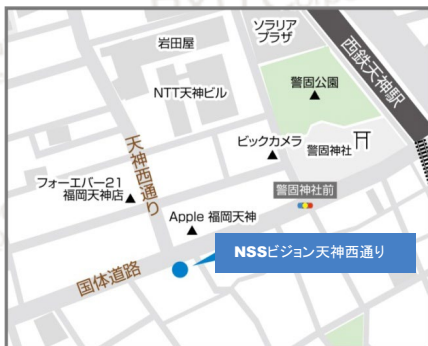 ソラリア
プラザ
岩田屋
西鉄天神駅
警固公園
NTT天神ビル
ビックカメラ
警固神社
天神西通り
フォーエバー21
福岡天神店
警固神社前
Apple 福岡天神
NSSビジョン天神西通り
国体道路